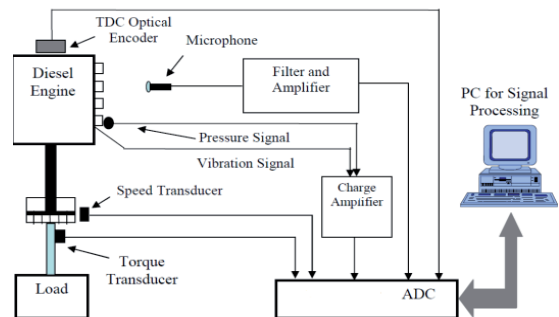 TDC Optical
Encoder
Microphone
Diesel
Engine
Filter and
Amplifier
PC for Signal
Processing
Pressure Signal
Vibration Signal
Speed Transducer
Charge
Amplifier
Torque
Transducer
Load
ADC